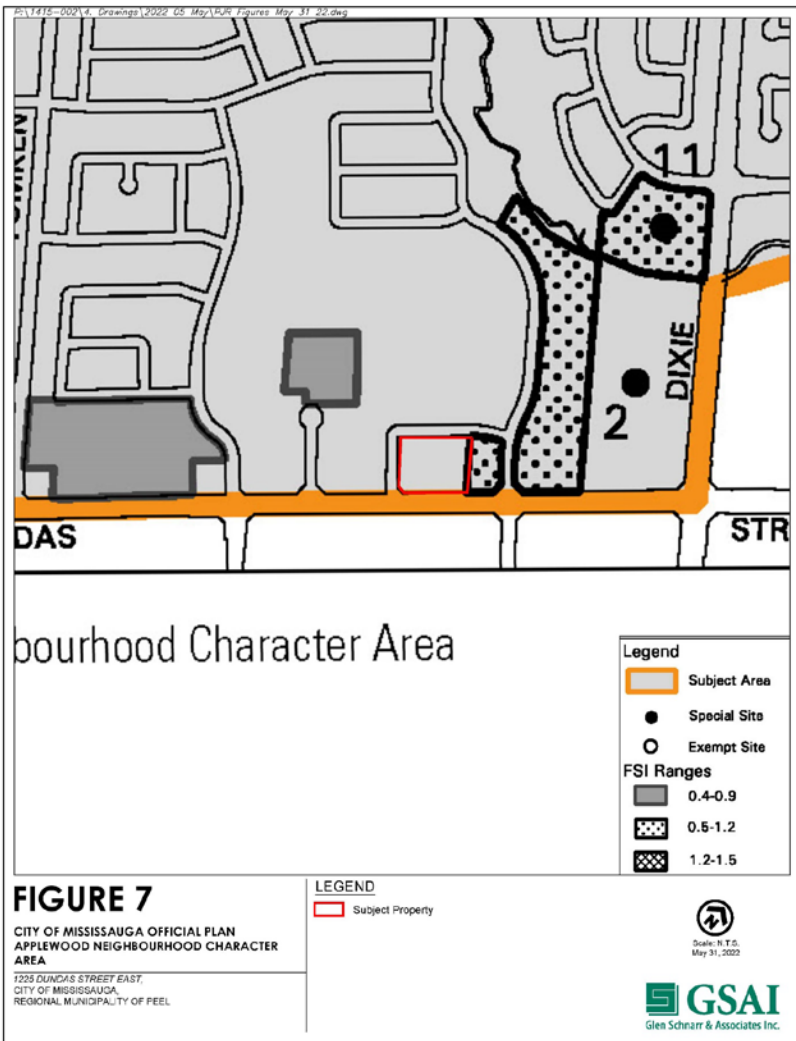 P:\1415-002\4. Drawings\2022 05 May\PJR Figures May 31 22.dwg
11
DIXIE
2
DAS
STR
bourhood Character Area
Legend
Subject Area
Special Site
Exempt Site
FSI Ranges
0.4-0.9
0.5-1.2
1.2-1.5
FIGURE 7
CITY OF MISSISSAUGA OFFICIAL PLAN
APPLEWOOD NEIGHBOURHOOD CHARACTER
AREA
1225 DUNDAS STREET EAST,
CITY OF MISSISSAUGA,
REGIONAL MUNICIPALITY OF PEEL
LEGEND
Subject Property
Scale: N.T.S.
May 31, 2022
GSAI
Glen Schnarr & Associates Inc.